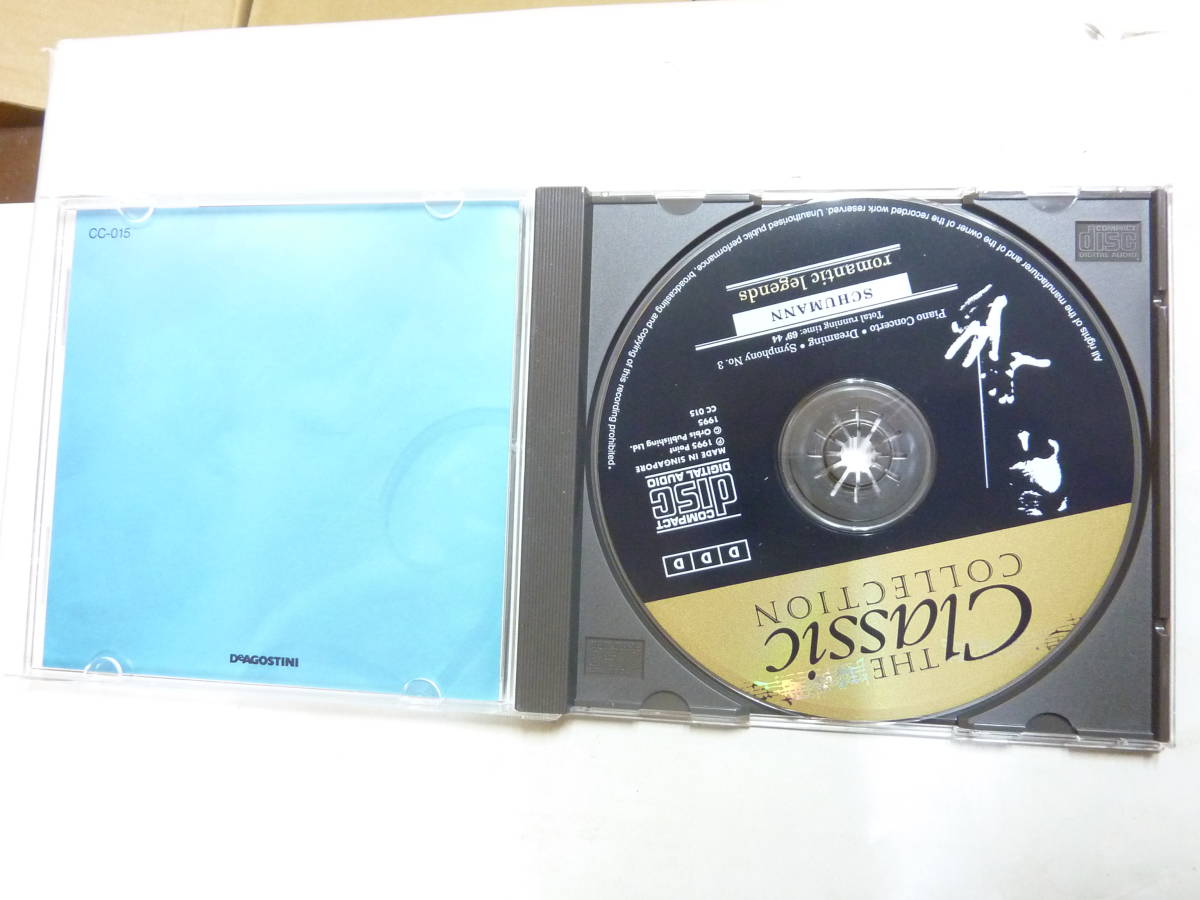 CC-015
DeAGOSTINI
COMPACT
disc
DIGITAL AUDIO
THE
Classic
COLLECTION
DDD
COMPACT
disc
DIGITAL AUDIO
MADE IN SINGAPORE
℗ 1995 Point
© Orbis Publishing Ltd.
1995
CC 015
Piano Concerto • Dreaming • Symphony No. 3
Total running time: 69' 44
SCHUMANN
romantic legends
All rights of the manufacturer and of the owner of the recorded work reserved. Unauthorised public performance, broadcasting and copying of this recording prohibited.